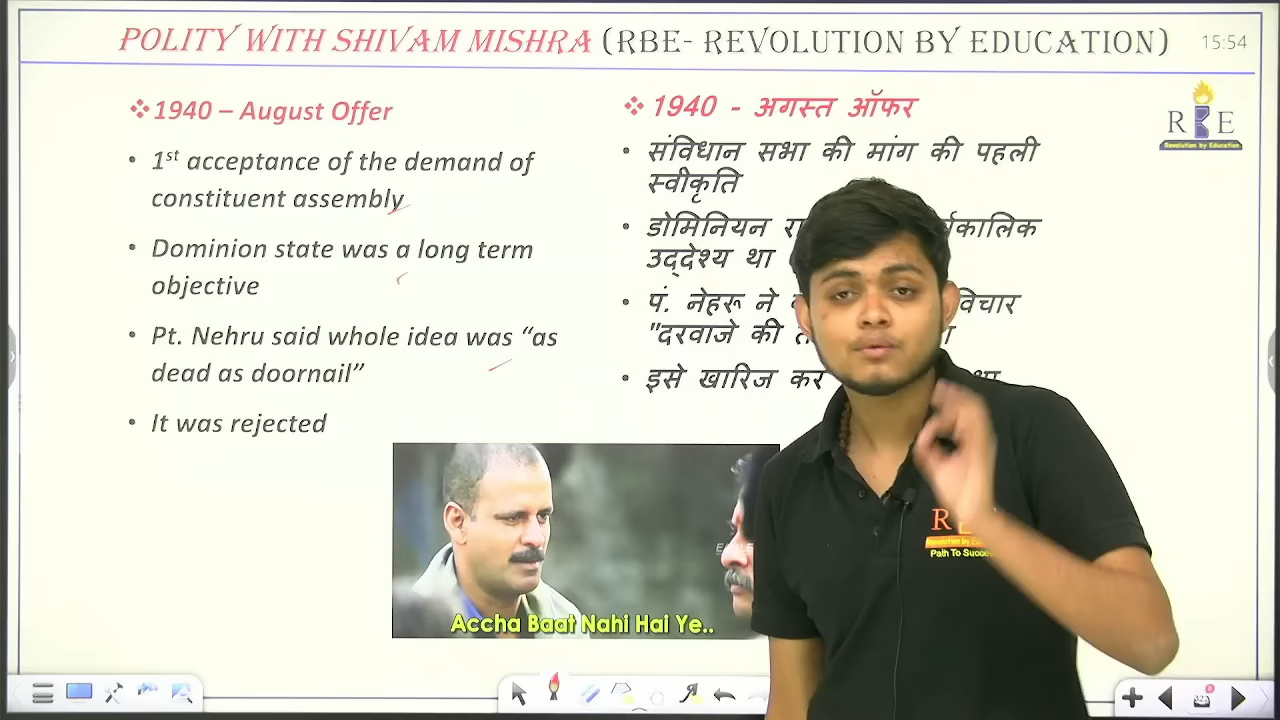 POLITY WITH SHIVAM MISHRA (RBE- REVOLUTION BY EDUCATION)
15:54
❖1940 – August Offer
• 1st acceptance of the demand of
constituent assembly
• Dominion state was a long term
objective
• Pt. Nehru said whole idea was “as
dead as doornail”
• It was rejected
❖ 1940 - अगस्त ऑफर
• संविधान सभा की मांग की पहली
स्वीकृति
• डोमिनियन
उद्देश्य था
• पं. नेहरू ने विचार
"दरवाजे की
• इसे खारिज कर
RBE
Revolution by Education
Accha Baat Nahi Hai Ye..
R
Path To Success